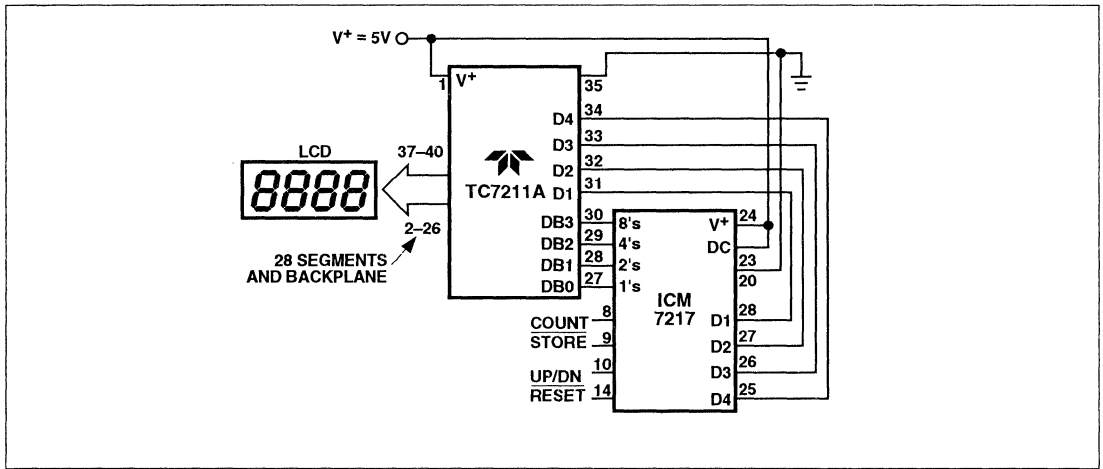 V+ = 5V
1
V+
35
D4
34
D3
33
D2
32
D1
31
TC7211A
LCD
8888
37–40
2–26
28 SEGMENTS
AND BACKPLANE
DB3
30
8's
DB2
29
4's
DB1
28
2's
DB0
27
1's
V+
24
DC
23
20
ICM
7217
COUNT
8
STORE
9
UP/DN
10
RESET
14
D1
28
D2
27
D3
26
D4
25